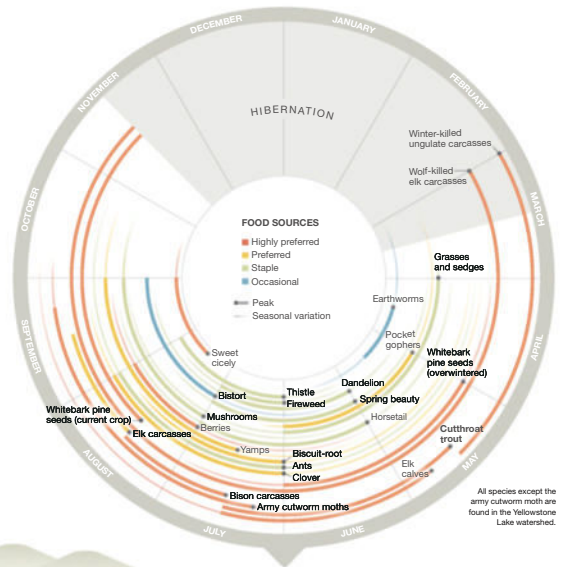 DECEMBER
JANUARY
NOVEMBER
FEBRUARY
HIBERNATION
Winter-killed
ungulate carcasses
Wolf-killed
elk carcasses
OCTOBER
MARCH
FOOD SOURCES
Highly preferred
Preferred
Staple
Occasional
Peak
Seasonal variation
Grasses
and sedges
Earthworms
Pocket
gophers
SEPTEMBER
APRIL
Sweet
cicely
Whitebark
pine seeds
(overwintered)
Dandelion
Bistort
Thistle
Fireweed
Spring beauty
Whitebark pine
seeds (current crop)
Mushrooms
Berries
Horsetail
Elk carcasses
Cutthroat
trout
Yamps
Biscuit-root
Ants
Clover
Elk
calves
AUGUST
MAY
Bison carcasses
Army cutworm moths
All species except the
army cutworm moth are
found in the Yellowstone
Lake watershed.
JULY
JUNE